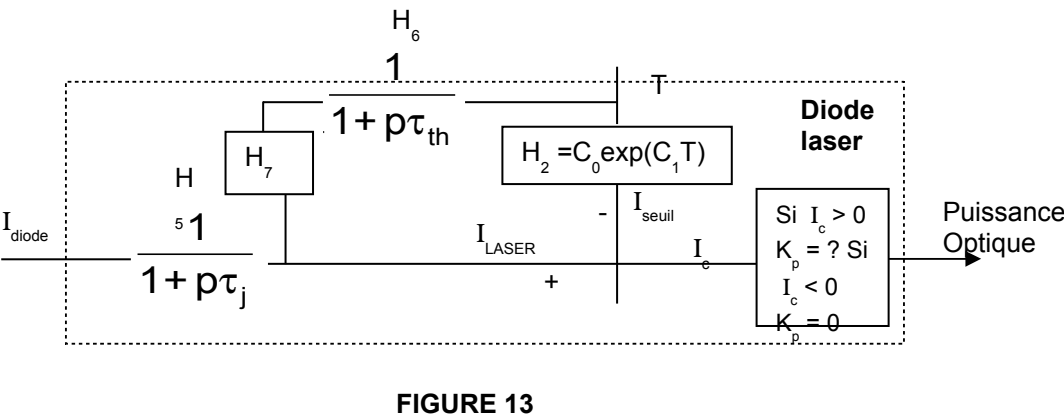 H₆
1
1+ pτth
T
Diode
laser
H₇
H₂ =C₀exp(C₁T)
H
₅ 1
1+ pτj
Idiode
ILASER
-
Iseuil
+
Ic
Si Ic > 0
Kp = ? Si
Ic < 0
Kp = 0
Puissance
Optique
FIGURE 13